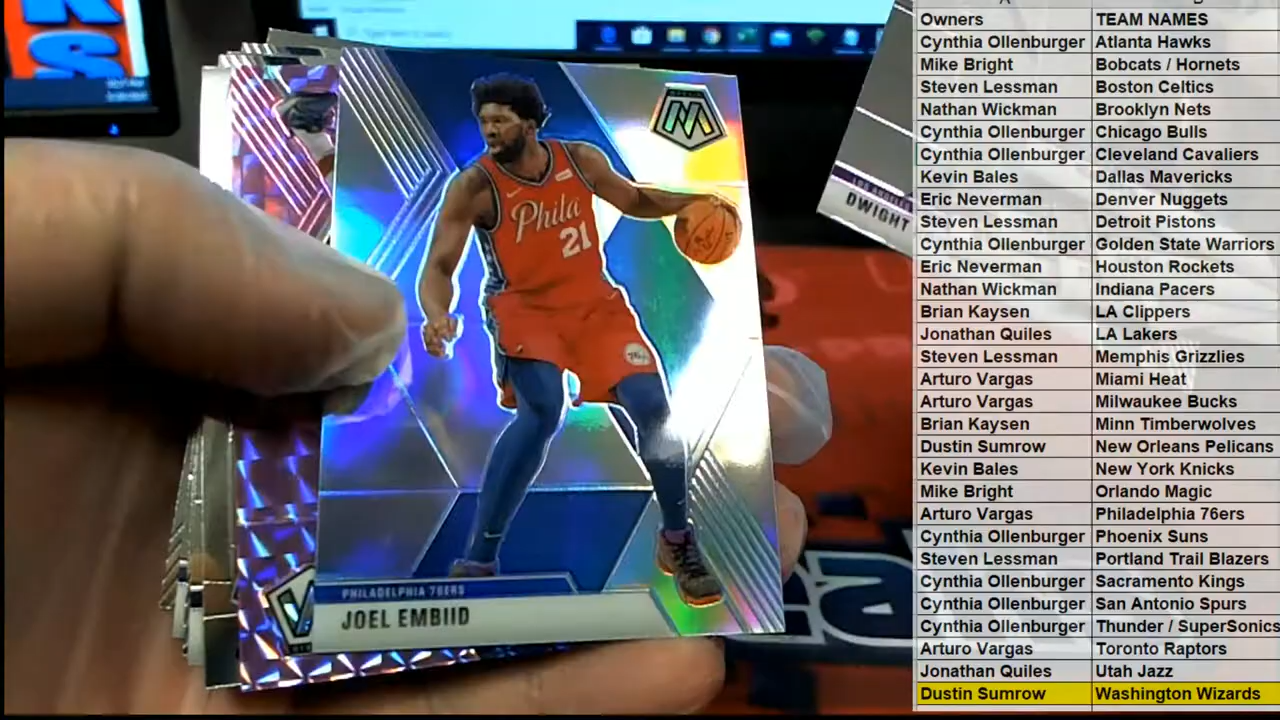 KS
Phila
21
M
PHILADELPHIA 76ERS
JOEL EMBIID
LOS ANGELES
DWIGHT
Owners TEAM NAMES
Cynthia Ollenburger Atlanta Hawks
Mike Bright Bobcats / Hornets
Steven Lessman Boston Celtics
Nathan Wickman Brooklyn Nets
Cynthia Ollenburger Chicago Bulls
Cynthia Ollenburger Cleveland Cavaliers
Kevin Bales Dallas Mavericks
Eric Neverman Denver Nuggets
Steven Lessman Detroit Pistons
Cynthia Ollenburger Golden State Warriors
Eric Neverman Houston Rockets
Nathan Wickman Indiana Pacers
Brian Kaysen LA Clippers
Jonathan Quiles LA Lakers
Steven Lessman Memphis Grizzlies
Arturo Vargas Miami Heat
Arturo Vargas Milwaukee Bucks
Brian Kaysen Minn Timberwolves
Dustin Sumrow New Orleans Pelicans
Kevin Bales New York Knicks
Mike Bright Orlando Magic
Arturo Vargas Philadelphia 76ers
Cynthia Ollenburger Phoenix Suns
Steven Lessman Portland Trail Blazers
Cynthia Ollenburger Sacramento Kings
Cynthia Ollenburger San Antonio Spurs
Cynthia Ollenburger Thunder / SuperSonics
Arturo Vargas Toronto Raptors
Jonathan Quiles Utah Jazz
Dustin Sumrow Washington Wizards